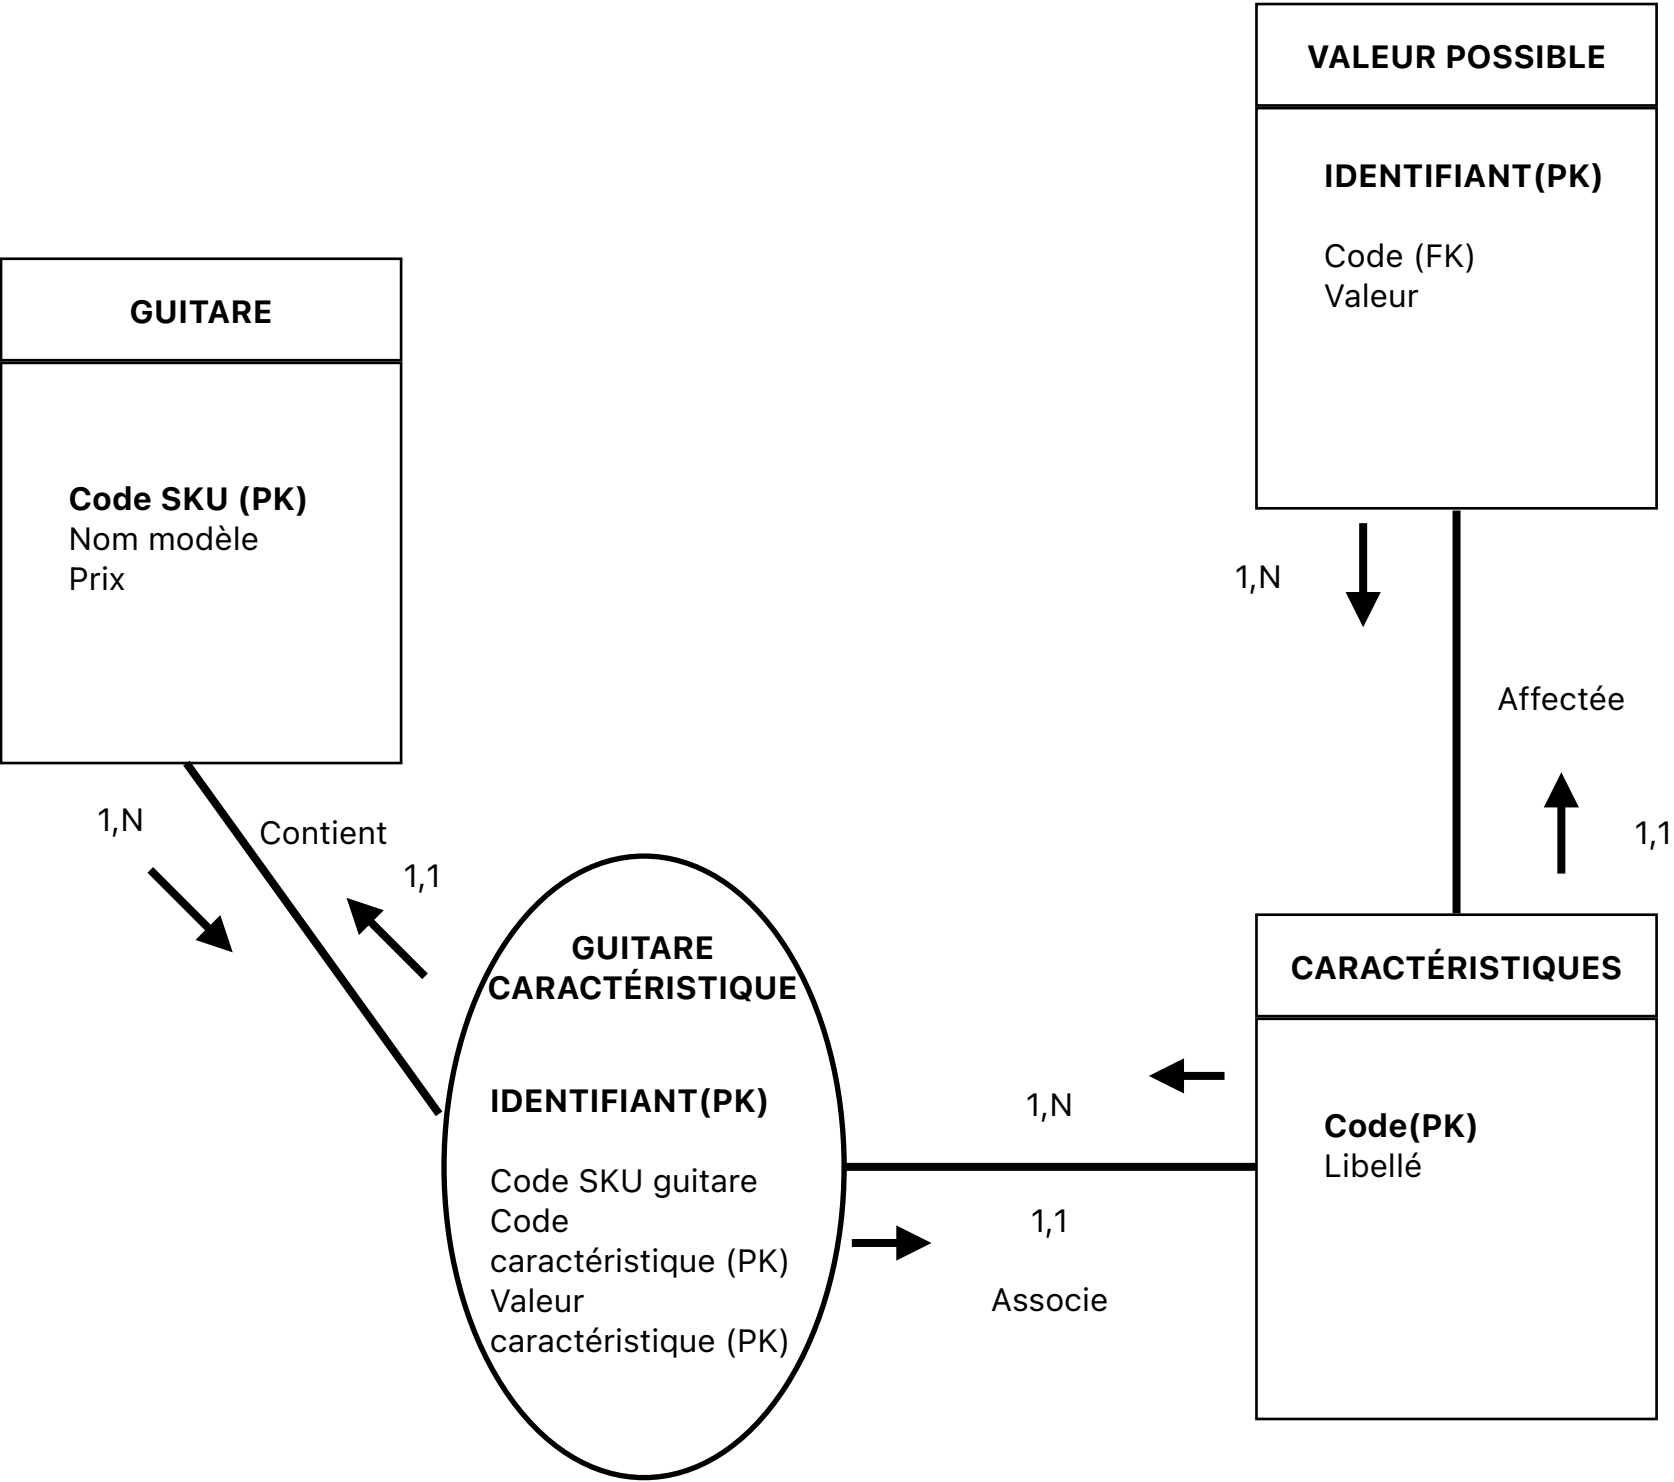 VALEUR POSSIBLE
IDENTIFIANT(PK)
Code (FK)
Valeur
GUITARE
Code SKU (PK)
Nom modèle
Prix
1,N
Affectée
1,1
1,N
Contient
1,1
GUITARE
CARACTÉRISTIQUE
IDENTIFIANT(PK)
Code SKU guitare
Code
caractéristique (PK)
Valeur
caractéristique (PK)
1,N
1,1
Associe
CARACTÉRISTIQUES
Code(PK)
Libellé